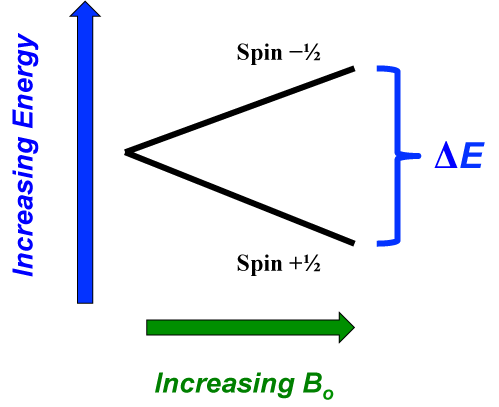 Spin −½
Increasing Energy
ΔE
Spin +½
Increasing Bo